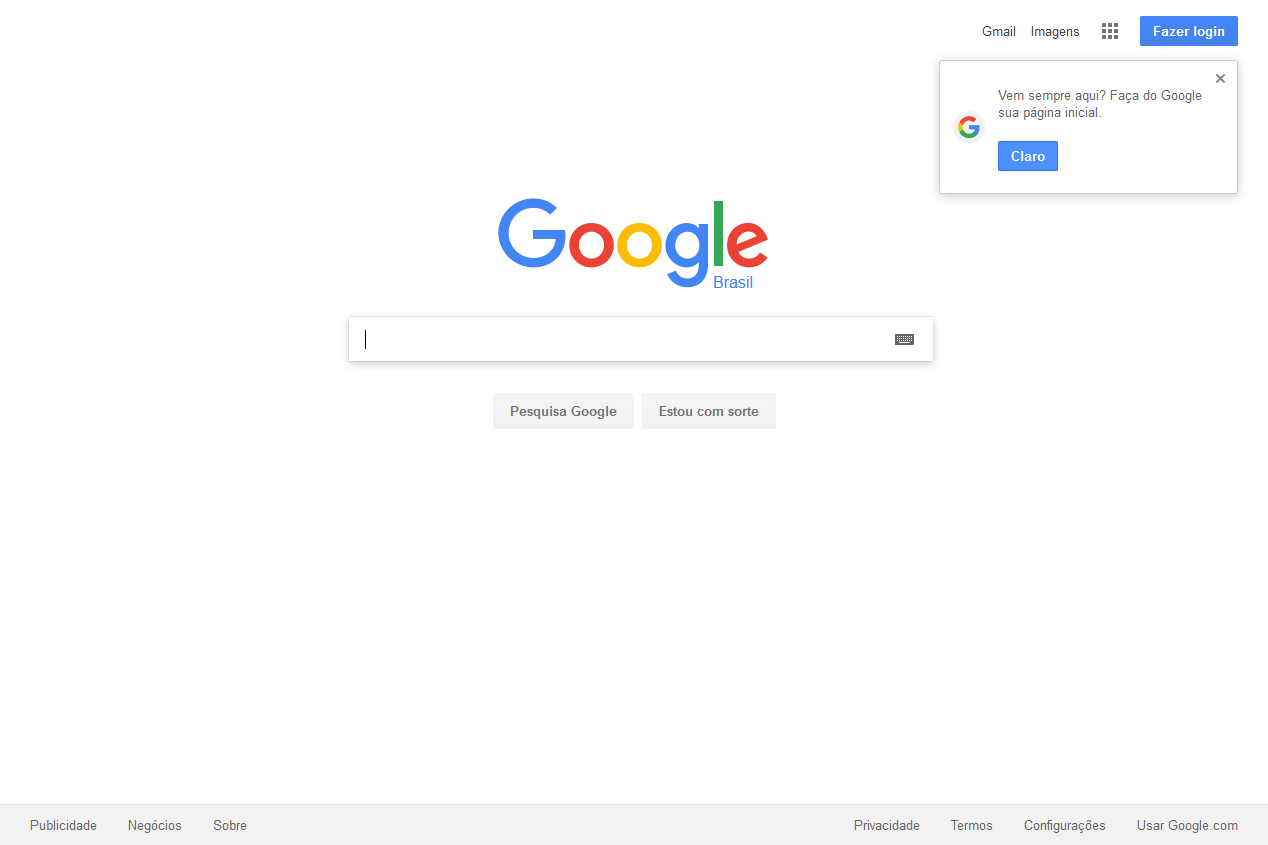 Gmail Imagens Fazer login
Vem sempre aqui? Faça do Google
sua página inicial.
Claro
Google
Brasil
Pesquisa Google Estou com sorte
Publicidade Negócios Sobre Privacidade Termos Configurações Usar Google.com